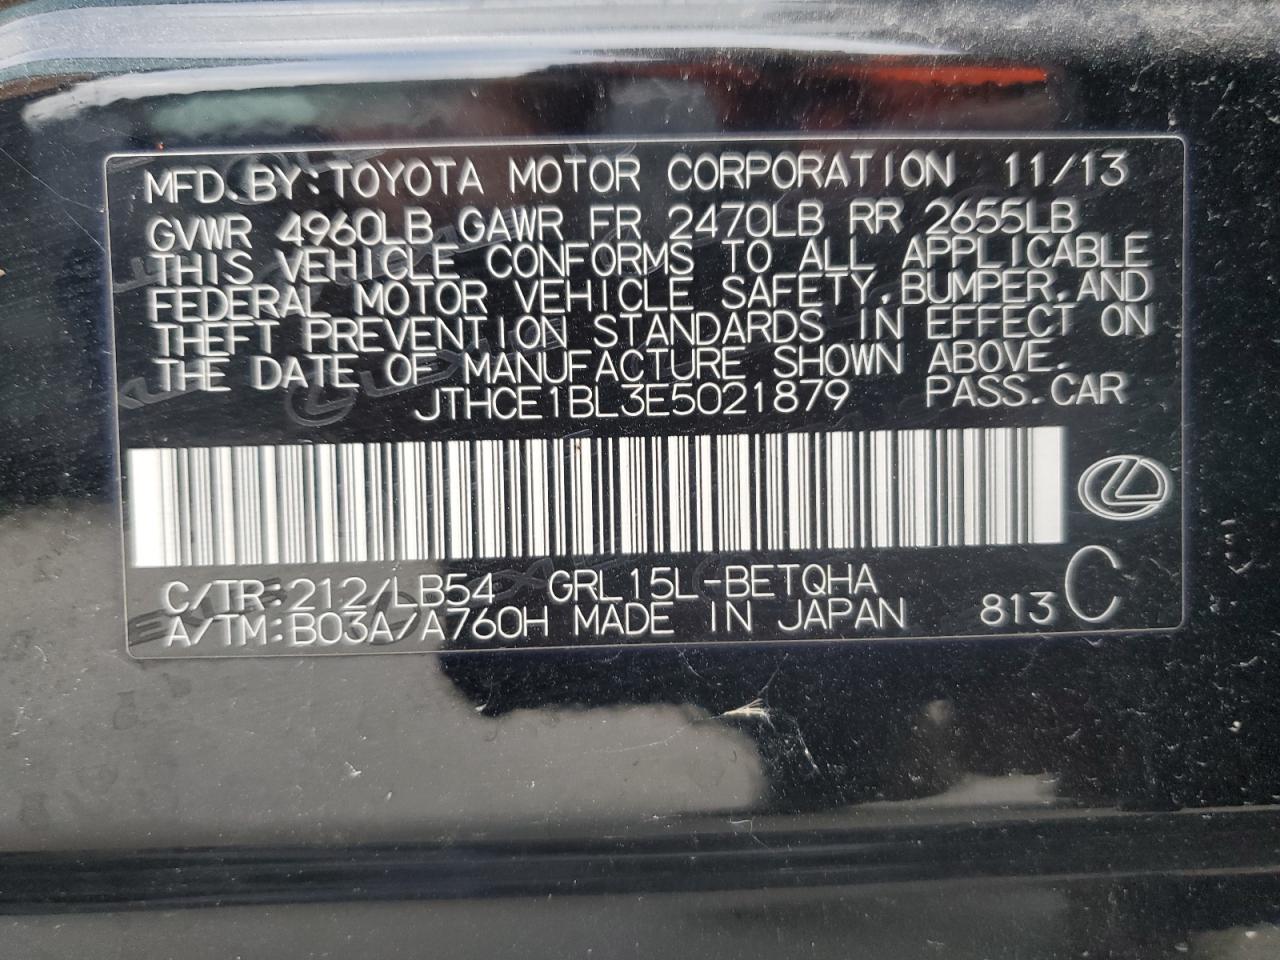 MFD.BY:TOYOTA MOTOR CORPORATION 11/13
GVWR 4960LB GAWR FR 2470LB RR 2655LB
THIS VEHICLE CONFORMS TO ALL APPLICABLE
FEDERAL MOTOR VEHICLE SAFETY,BUMPER,AND
THEFT PREVENTION STANDARDS IN EFFECT ON
THE DATE OF MANUFACTURE SHOWN ABOVE.
JTHCE1BL3E5021879 PASS.CAR
C/TR:212/LB54 GRL15L-BETQHA
A/TM:B03A/A760H MADE IN JAPAN 813 C